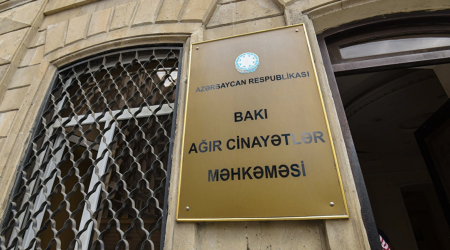 AZƏRBAYCAN RESPUBLİKASI
BAKI
AĞIR CİNAYƏTLƏR
MƏHKƏMƏSİ